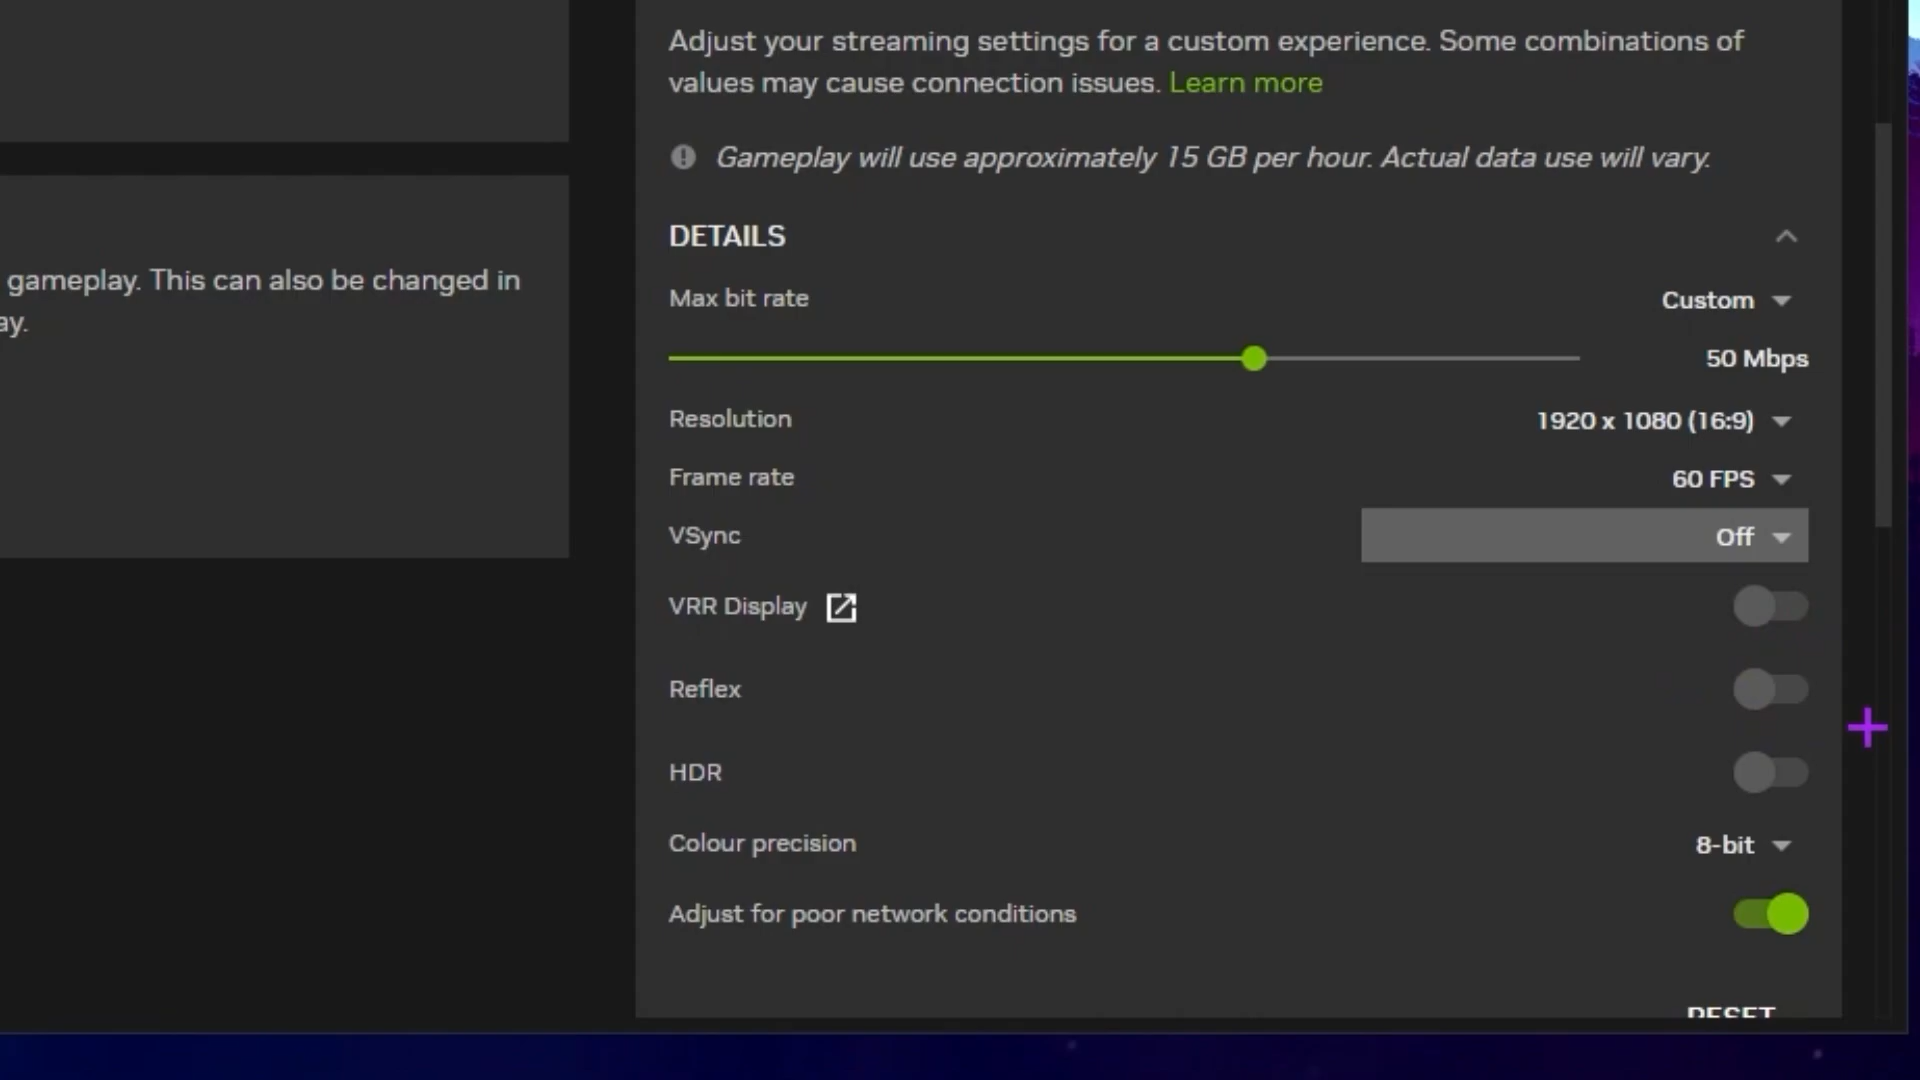 Adjust your streaming settings for a custom experience. Some combinations of
values may cause connection issues. Learn more
Gameplay will use approximately 15 GB per hour. Actual data use will vary.
DETAILS
gameplay. This can also be changed in
ay.
Max bit rate
Custom
50 Mbps
Resolution
1920 x 1080 (16:9)
Frame rate
60 FPS
VSync
Off
VRR Display
Reflex
HDR
Colour precision
8-bit
Adjust for poor network conditions
RESET